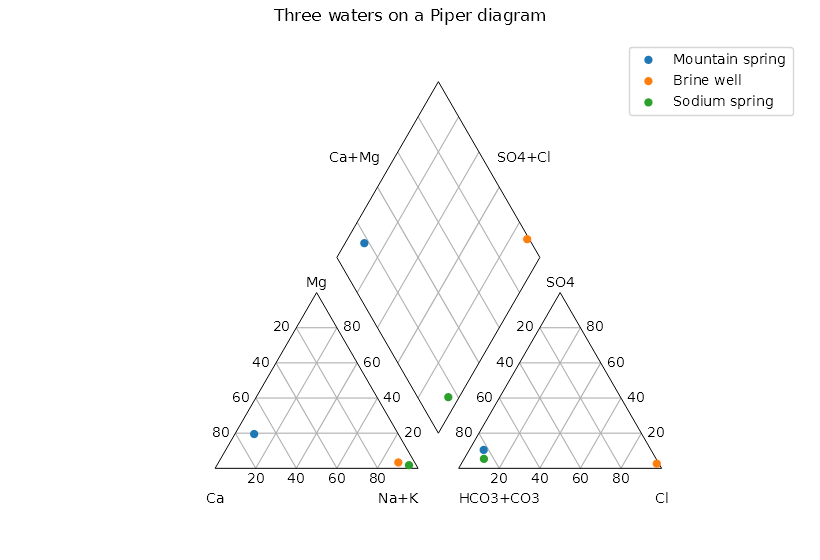 Three waters on a Piper diagram
Mountain spring
Brine well
Sodium spring
Ca+Mg
SO4+Cl
Mg
SO4
20 80 20 80
40 60 40 60
60 40 60 40
80 20 80 20
20 40 60 80 20 40 60 80
Ca Na+K HCO3+CO3 Cl